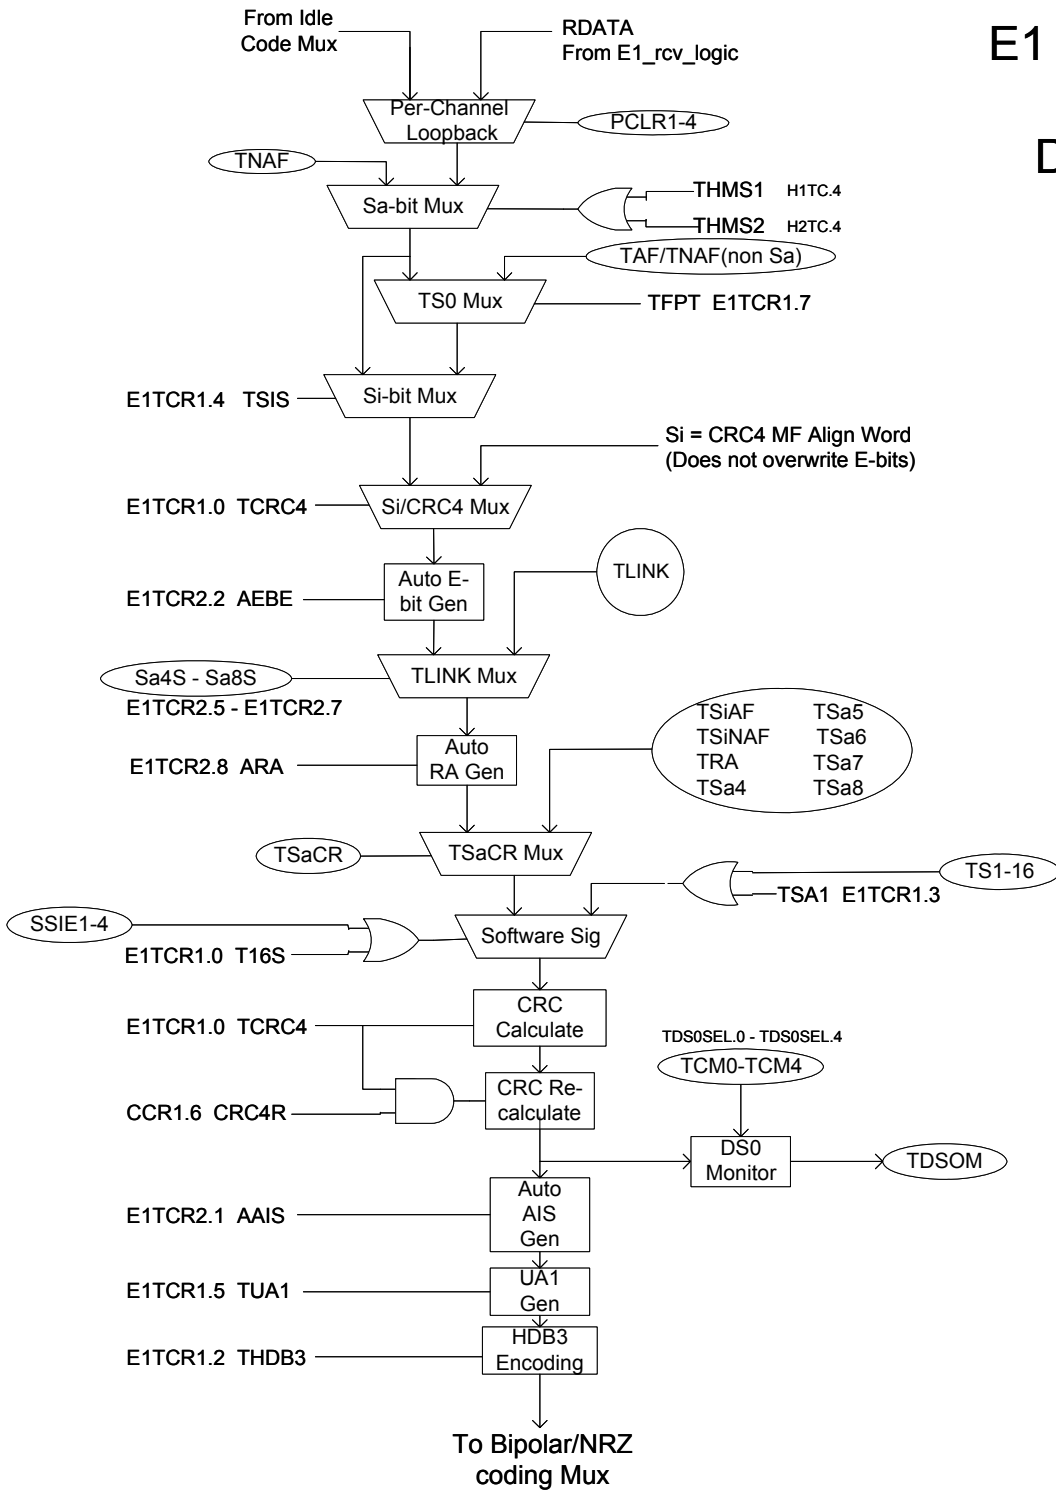 From Idle
Code Mux
RDATA
From E1_rcv_logic
E1
Per-Channel
Loopback
PCLR1-4
D
TNAF
Sa-bit Mux
THMS1 H1TC.4
THMS2 H2TC.4
TAF/TNAF(non Sa)
TS0 Mux
TFPT E1TCR1.7
E1TCR1.4 TSIS
Si-bit Mux
Si = CRC4 MF Align Word
(Does not overwrite E-bits)
E1TCR1.0 TCRC4
Si/CRC4 Mux
Auto E-
bit Gen
TLINK
E1TCR2.2 AEBE
Sa4S - Sa8S
TLINK Mux
E1TCR2.5 - E1TCR2.7
TSiAF TSa5
TSiNAF TSa6
TRA TSa7
TSa4 TSa8
Auto
RA Gen
E1TCR2.8 ARA
TSaCR
TSaCR Mux
TS1-16
TSA1 E1TCR1.3
SSIE1-4
Software Sig
E1TCR1.0 T16S
CRC
Calculate
E1TCR1.0 TCRC4
TDS0SEL.0 - TDS0SEL.4
TCM0-TCM4
CRC Re-
calculate
CCR1.6 CRC4R
DS0
Monitor
TDSOM
Auto
AIS
Gen
E1TCR2.1 AAIS
UA1
Gen
E1TCR1.5 TUA1
HDB3
Encoding
E1TCR1.2 THDB3
To Bipolar/NRZ
coding Mux